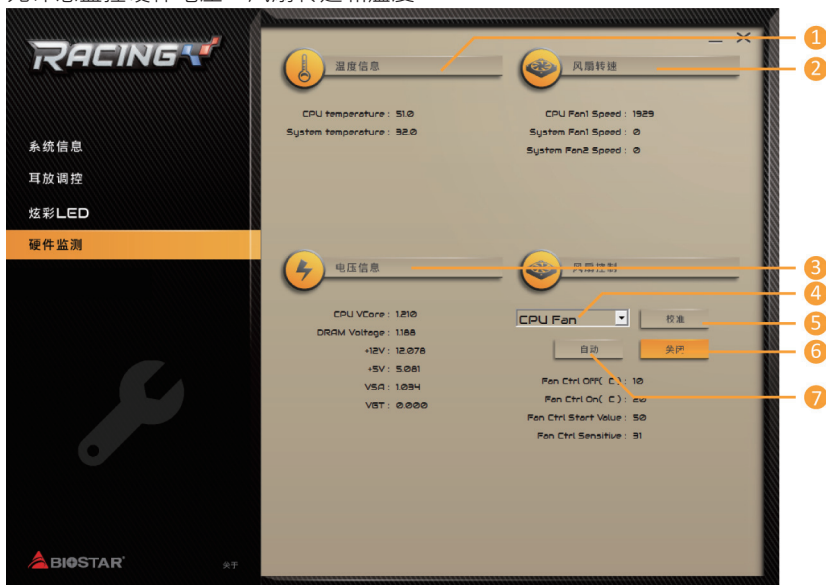 RACING
系统信息
耳放调控
炫彩LED
硬件监测
BIOSTAR
关于
温度信息
CPU temperature : 51.0
System temperature : 32.0
风扇转速
CPU Fan1 Speed : 1929
System Fan1 Speed : 0
System Fan2 Speed : 0
电压信息
CPU VCore : 1.210
DRAM Voltage : 1.188
+12V : 12.078
+5V : 5.081
VSA : 1.034
VGT : 0.000
风扇控制
CPU Fan
校准
自动
关闭
Fan Ctrl Off( C ) : 10
Fan Ctrl On( C ) : 20
Fan Ctrl Start Value : 50
Fan Ctrl Sensitive : 31
1
2
3
4
5
6
7